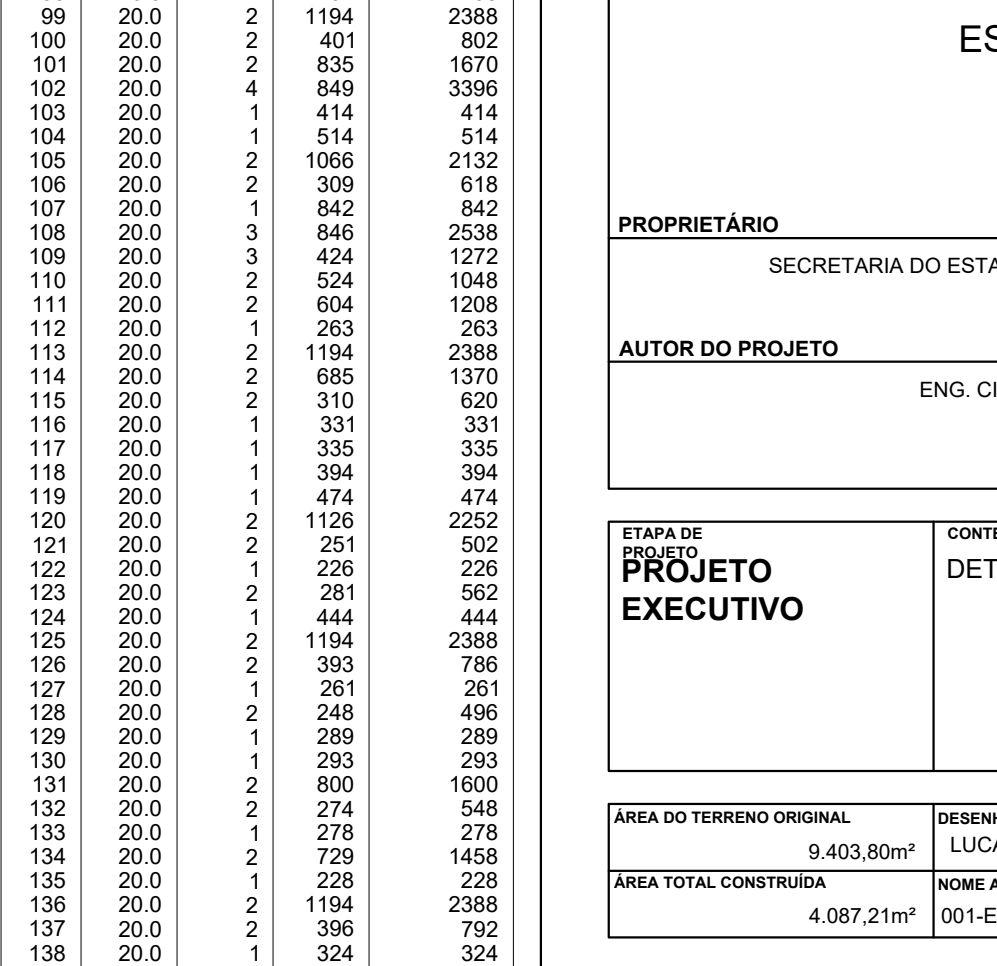 99 20.0 2 1194 2388
100 20.0 2 401 802
101 20.0 2 835 1670
102 20.0 4 849 3396
103 20.0 1 414 414
104 20.0 1 514 514
105 20.0 2 1066 2132
106 20.0 2 309 618
107 20.0 1 842 842
108 20.0 3 846 2538
109 20.0 3 424 1272
110 20.0 2 524 1048
111 20.0 2 604 1208
112 20.0 1 263 263
113 20.0 2 1194 2388
114 20.0 2 685 1370
115 20.0 2 310 620
116 20.0 1 331 331
117 20.0 1 335 335
118 20.0 1 394 394
119 20.0 1 474 474
120 20.0 2 1126 2252
121 20.0 2 251 502
122 20.0 1 226 226
123 20.0 2 281 562
124 20.0 1 444 444
125 20.0 2 1194 2388
126 20.0 2 393 786
127 20.0 1 261 261
128 20.0 2 248 496
129 20.0 1 289 289
130 20.0 1 293 293
131 20.0 2 800 1600
132 20.0 2 274 548
133 20.0 1 278 278
134 20.0 2 729 1458
135 20.0 1 228 228
136 20.0 2 1194 2388
137 20.0 2 396 792
138 20.0 1 324 324
ES
PROPRIETÁRIO
SECRETARIA DO ESTA
AUTOR DO PROJETO
ENG. CI
ETAPA DE
PROJETO
PROJETO
EXECUTIVO
CONTE
DET
ÁREA DO TERRENO ORIGINAL
9.403,80m²
DESENH
LUCA
ÁREA TOTAL CONSTRUÍDA
4.087,21m²
NOME A
001-E